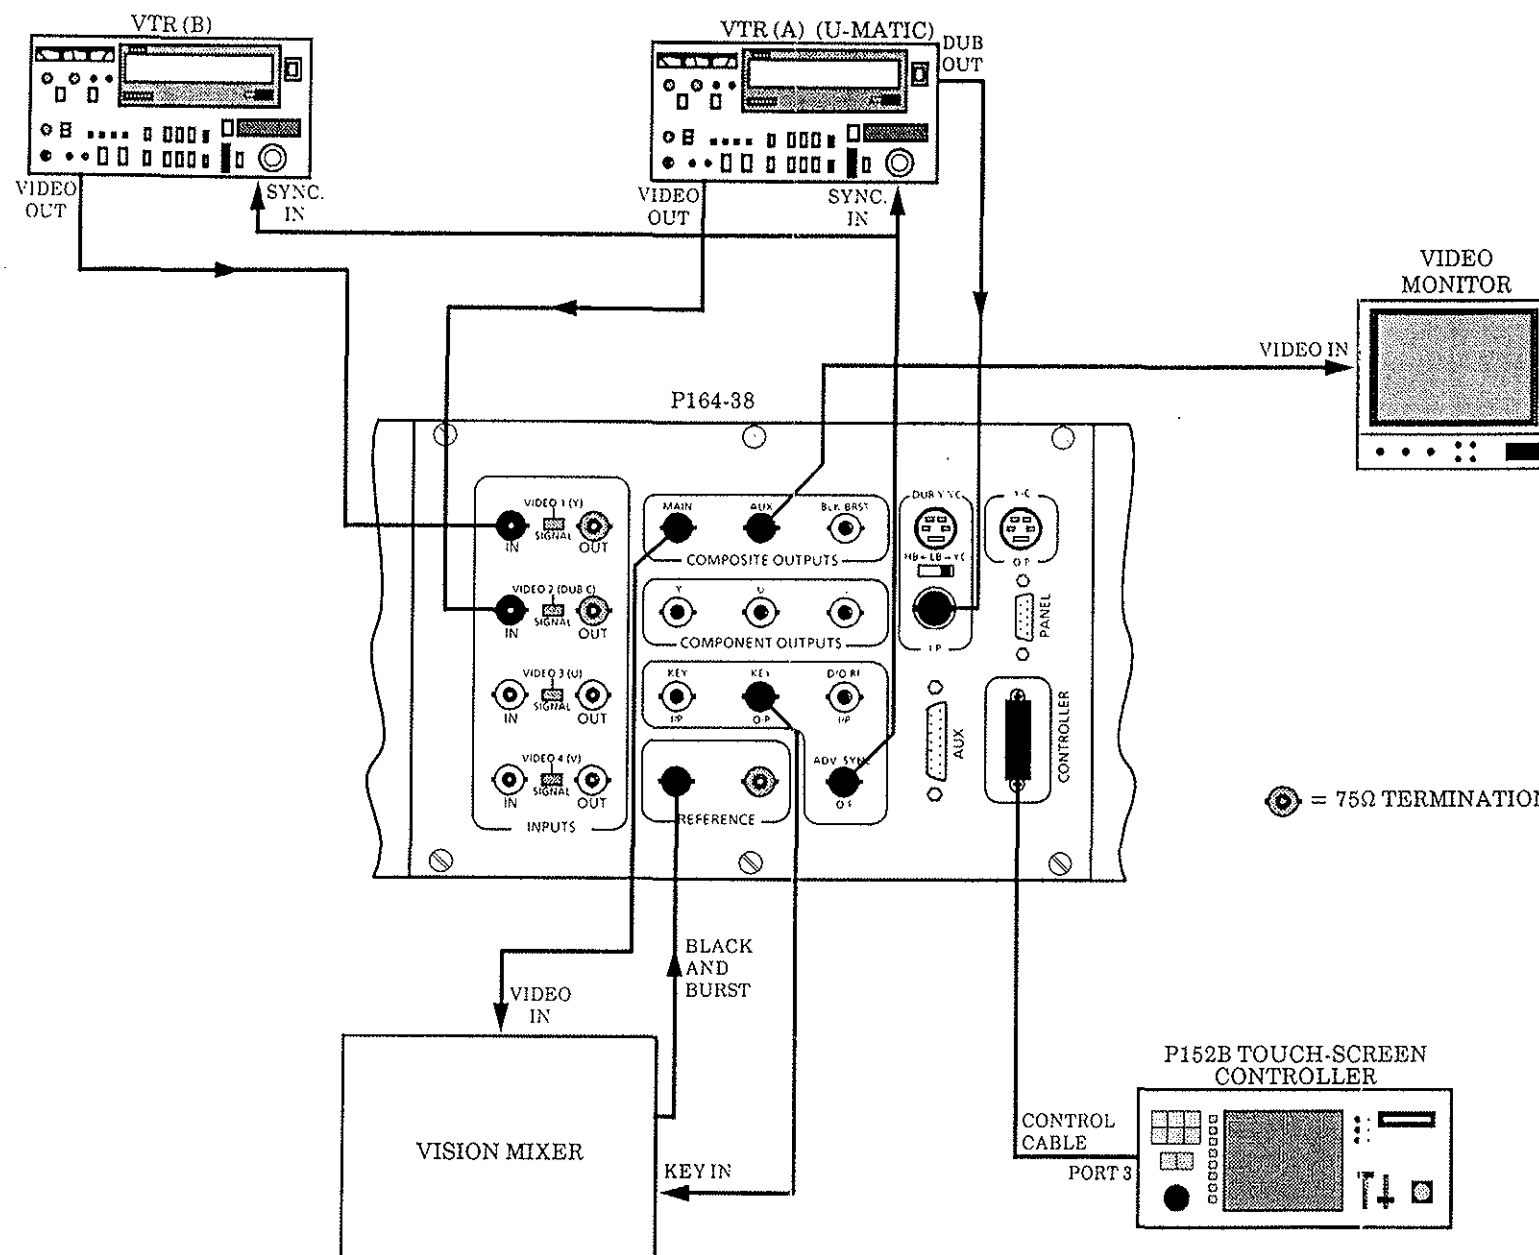 VTR (B)
VTR (A) (U-MATIC)
DUB
OUT
VIDEO
OUT
SYNC.
IN
VIDEO
OUT
SYNC.
IN
VIDEO
MONITOR
VIDEO IN
P164-38
VIDEO 1 (Y)
IN
SIGNAL
OUT
VIDEO 2 (DUB C)
IN
SIGNAL
OUT
VIDEO 3 (U)
IN
SIGNAL
OUT
VIDEO 4 (V)
IN
SIGNAL
OUT
INPUTS
MAIN
AUX
BLK BRST
COMPOSITE OUTPUTS
Y
COMPONENT OUTPUTS
KEY
I/P
KEY
O/P
I/P
REFERENCE
ADV. SYNC
PANEL
AUX
CONTROLLER
= 75Ω TERMINATION
BLACK
AND
BURST
VIDEO
IN
VISION MIXER
KEY IN
P152B TOUCH-SCREEN
CONTROLLER
CONTROL
CABLE
PORT 3